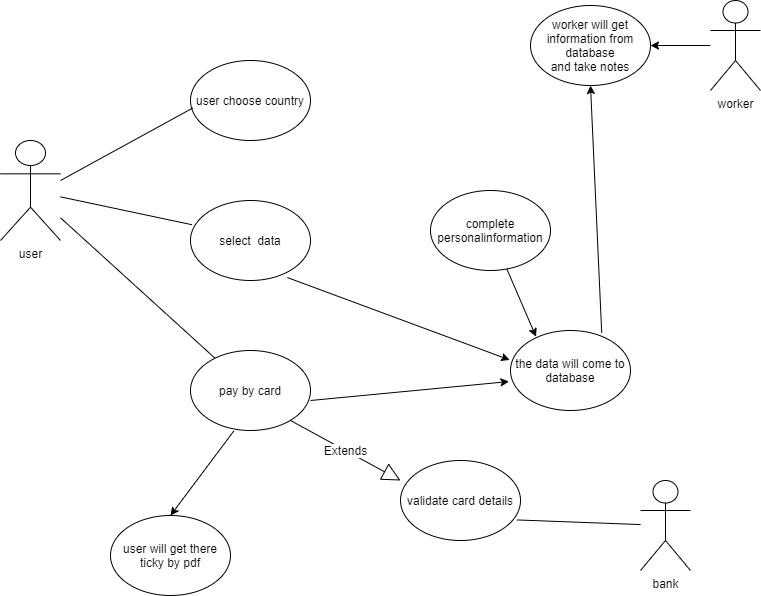 worker will get
information from
database
and take notes
worker
user choose country
user
select  data
complete
personalinformation
the data will come to
database
pay by card
Extends
validate card details
user will get there
ticky by pdf
bank